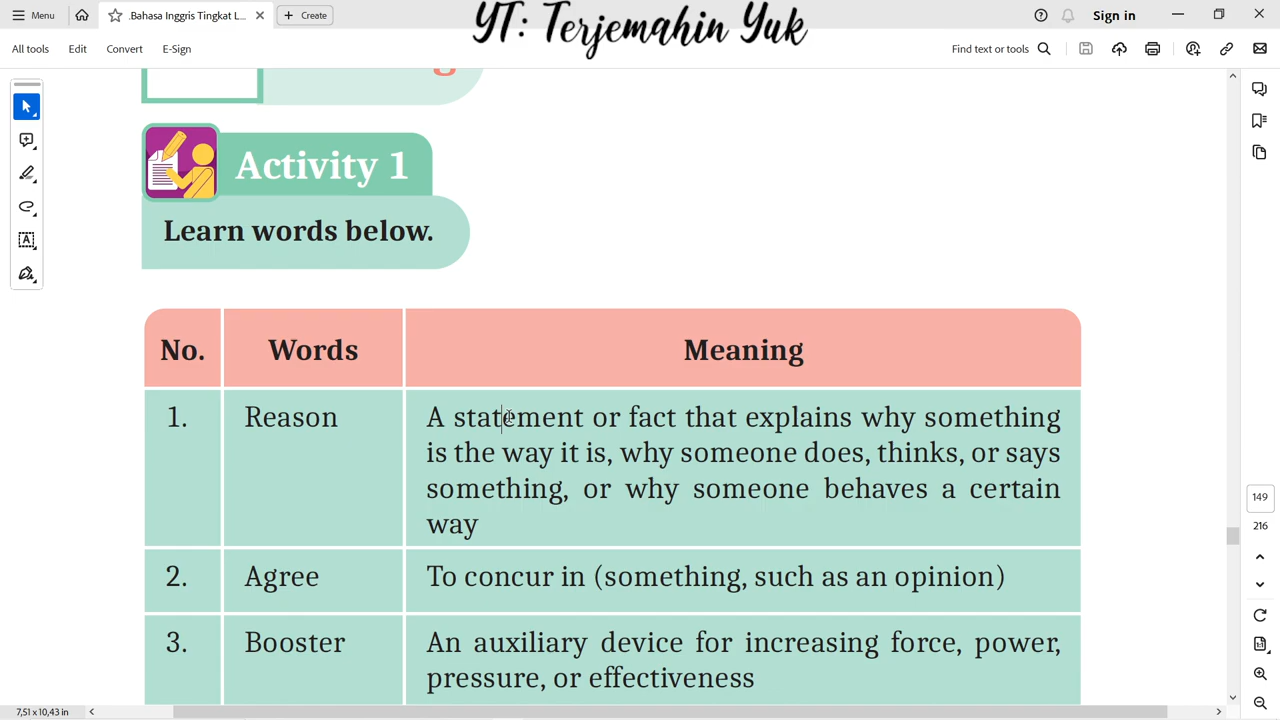 Menu
.Bahasa Inggris Tingkat L...
Create
YT: Terjemahin Yuk
Sign in
All tools
Edit
Convert
E-Sign
Find text or tools
Activity 1
Learn words below.
No.
Words
Meaning
1.
Reason
A statement or fact that explains why something
is the way it is, why someone does, thinks, or says
something, or why someone behaves a certain
way
2.
Agree
To concur in (something, such as an opinion)
3.
Booster
An auxiliary device for increasing force, power,
pressure, or effectiveness
149
216
7,51 x 10,43 in